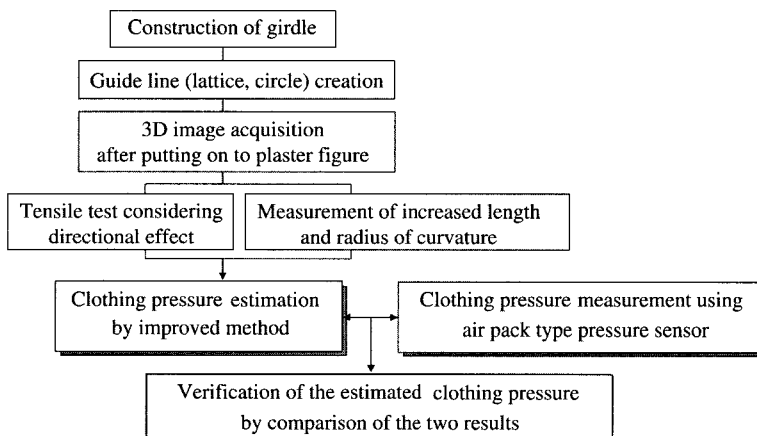 Construction of girdle
Guide line (lattice, circle) creation
3D image acquisition
after putting on to plaster figure
Tensile test considering
directional effect
Measurement of increased length
and radius of curvature
Clothing pressure estimation
by improved method
Clothing pressure measurement using
air pack type pressure sensor
Verification of the estimated clothing pressure
by comparison of the two results